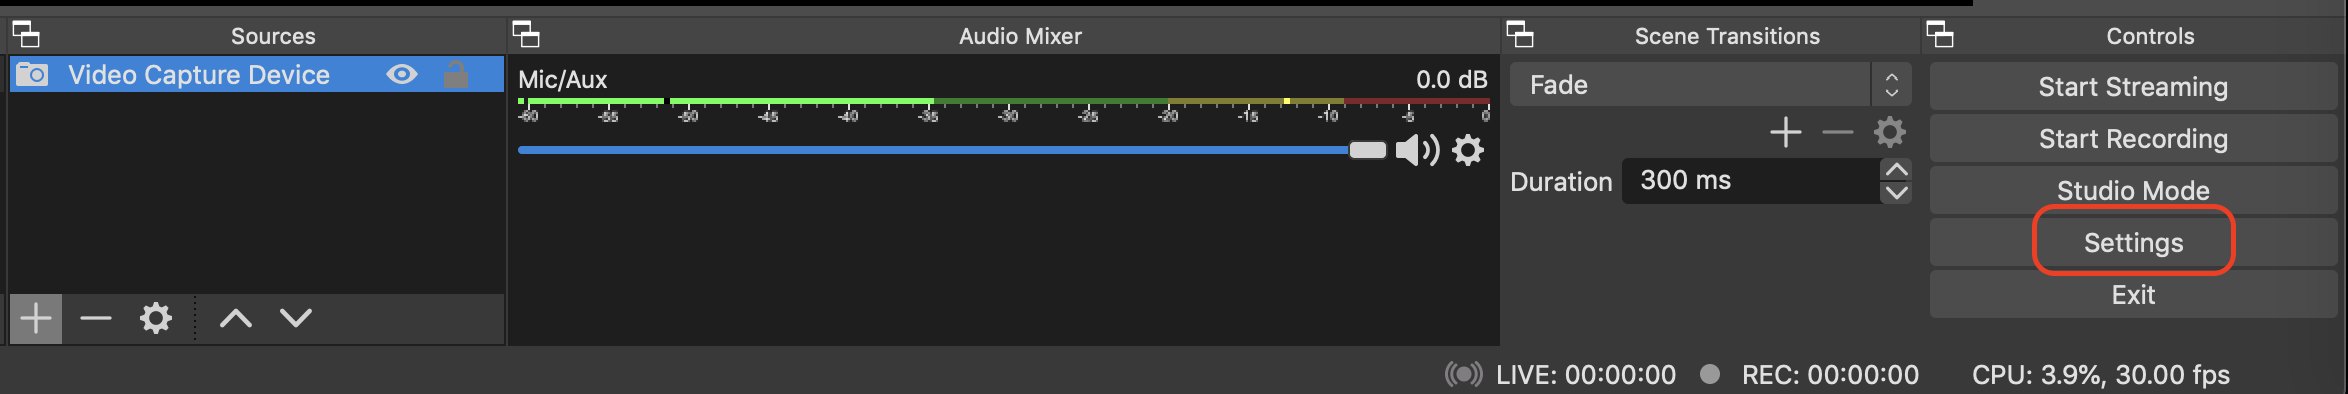 Sources
Video Capture Device
Audio Mixer
Mic/Aux 0.0 dB
-60 -55 -50 -45 -40 -35 -30 -25 -20 -15 -10 -5 0
Scene Transitions
Fade
Duration 300 ms
Controls
Start Streaming
Start Recording
Studio Mode
Settings
Exit
LIVE: 00:00:00 REC: 00:00:00 CPU: 3.9%, 30.00 fps